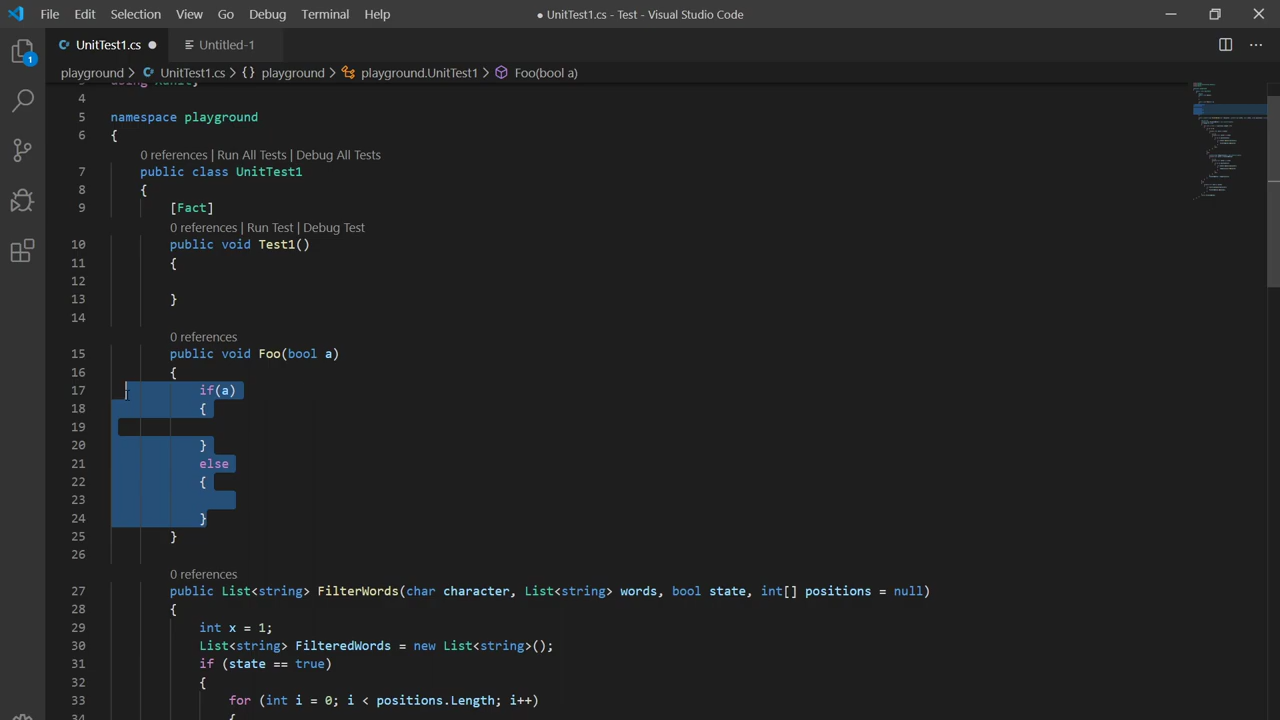 File Edit Selection View Go Debug Terminal Help
● UnitTest1.cs - Test - Visual Studio Code
UnitTest1.cs ●
Untitled-1
playground > UnitTest1.cs > {} playground > playground.UnitTest1 > Foo(bool a)
1
3 using Xunit;
4
5 namespace playground
6 {
0 references | Run All Tests | Debug All Tests
7 public class UnitTest1
8 {
9 [Fact]
0 references | Run Test | Debug Test
10 public void Test1()
11 {
12
13 }
14
0 references
15 public void Foo(bool a)
16 {
17 if(a)
18 {
19
20 }
21 else
22 {
23
24 }
25 }
26
0 references
27 public List<string> FilterWords(char character, List<string> words, bool state, int[] positions = null)
28 {
29 int x = 1;
30 List<string> FilteredWords = new List<string>();
31 if (state == true)
32 {
33 for (int i = 0; i < positions.Length; i++)
34 {